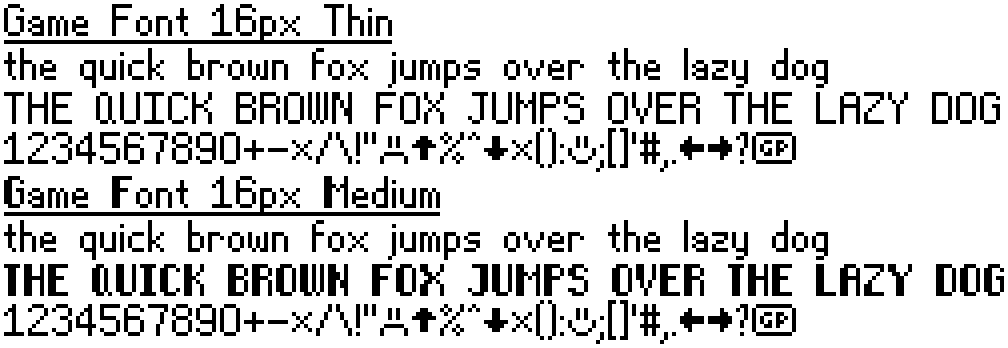 Game Font 16px Thin
the quick brown fox jumps over the lazy dog
THE QUICK BROWN FOX JUMPS OVER THE LAZY DOG
1234567890+-×/\!"☹⬆%^⬇×():☺;[]'#,.⬅➡?GP
Game Font 16px Medium
the quick brown fox jumps over the lazy dog
THE QUICK BROWN FOX JUMPS OVER THE LAZY DOG
1234567890+-×/\!"☹⬆%^⬇×():☺;[]'#,.⬅➡?GP